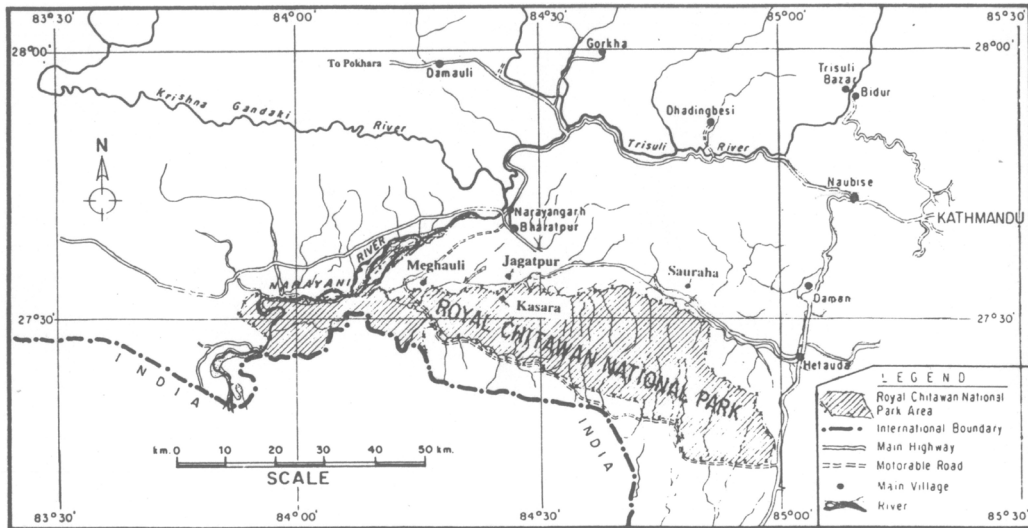 83°30' 84°00' 84°30' 85°00' 85°30'
28°00' 28°00'
To Pokhara
Damauli
Gorkha
Trisuli
Bazar
Bidur
Dhadingbesi
Krishna Gandaki River
Trisuli River
N
Naubise
KATHMANDU
Narayangarh
Bharatpur
NARAYANI RIVER
Meghauli
Jagatpur
Sauraha
Kasara
Daman
27°30' 27°30'
ROYAL CHITAWAN NATIONAL PARK
Hetauda
INDIA
INDIA
km. 0 10 20 30 40 50 km.
SCALE
LEGEND
Royal Chitawan National
Park Area
International Boundary
Main Highway
Motorable Road
Main Village
River
83°30' 84°00' 84°30' 85°00' 85°30'